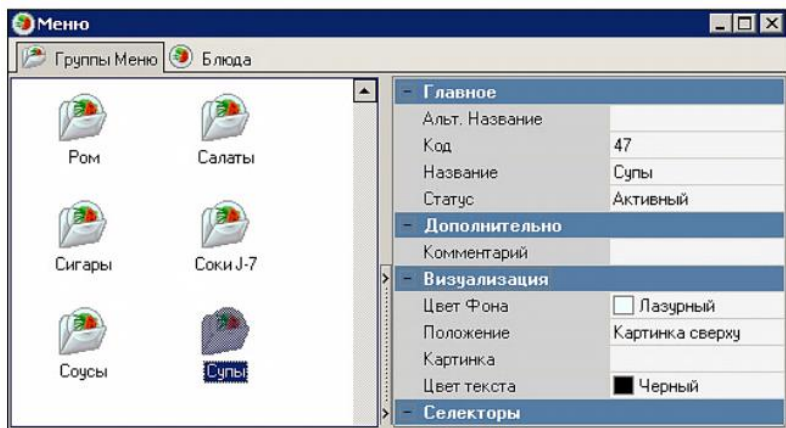 Меню
Группы Меню Блюда
Ром Салаты
Сигары Соки J-7
Соусы Супы
- Главное
Альт. Название
Код 47
Название Супы
Статус Активный
- Дополнительно
Комментарий
- Визуализация
Цвет Фона Лазурный
Положение Картинка сверху
Картинка
Цвет текста Черный
- Селекторы